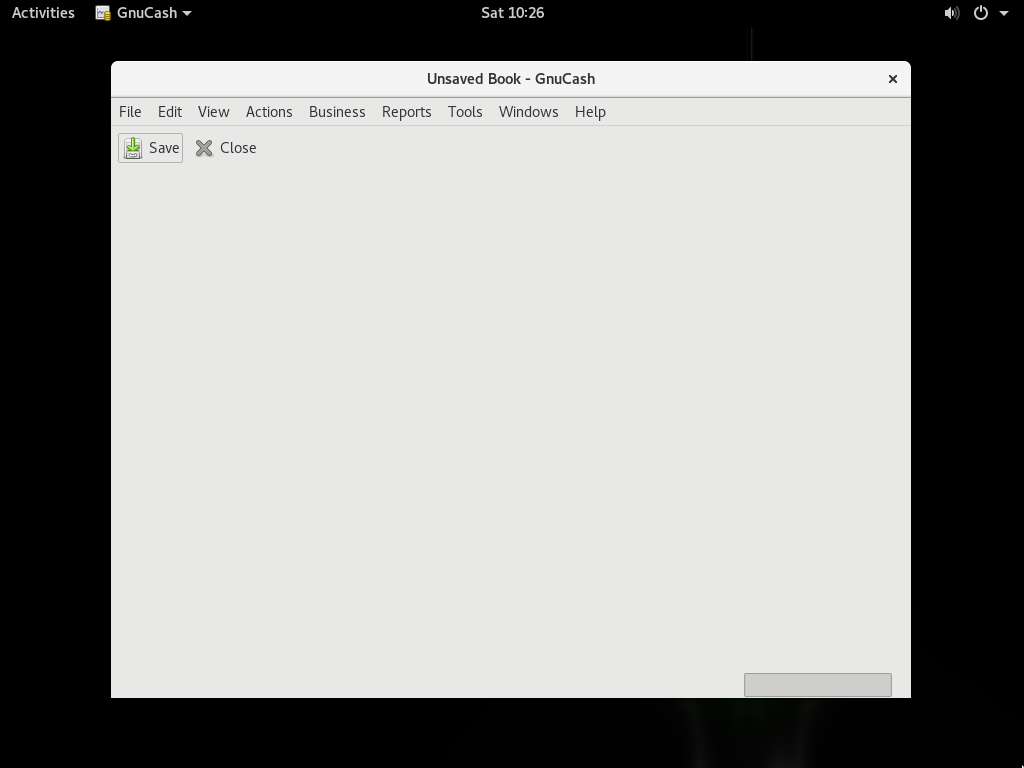 Activities GnuCash Sat 10:26
Unsaved Book - GnuCash
File Edit View Actions Business Reports Tools Windows Help
Save Close